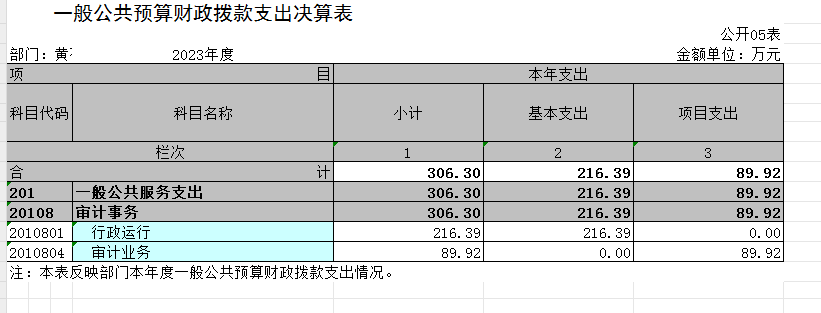 一般公共预算财政拨款支出决算表
公开05表
部门：黄 2023年度 金额单位：万元
项 目 本年支出
科目代码 科目名称 小计 基本支出 项目支出
栏次 1 2 3
合 计 306.30 216.39 89.92
201 一般公共服务支出 306.30 216.39 89.92
20108 审计事务 306.30 216.39 89.92
2010801 行政运行 216.39 216.39 0.00
2010804 审计业务 89.92 0.00 89.92
注：本表反映部门本年度一般公共预算财政拨款支出情况。